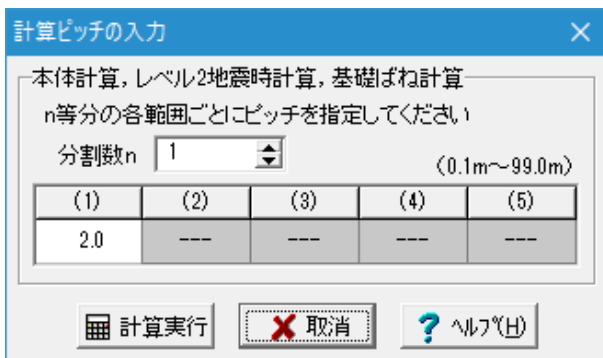 計算ピッチの入力
本体計算，レベル2地震時計算，基礎ばね計算
n等分の各範囲ごとにピッチを指定してください
分割数n 1
(0.1m～99.0m)
(1) (2) (3) (4) (5)
2.0 --- --- --- ---
計算実行 取消 ? ﾍﾙﾌﾟ(H)